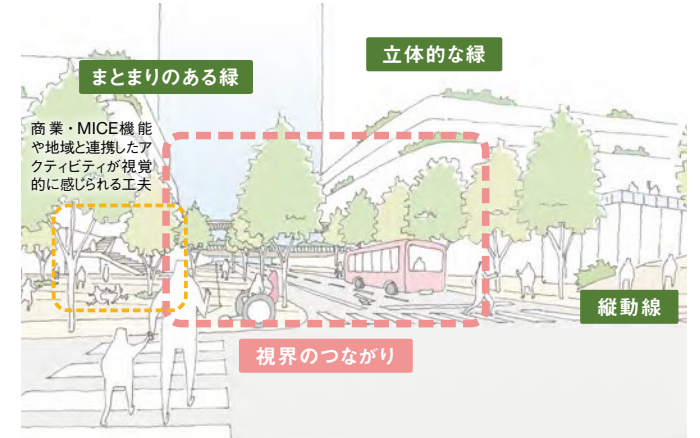 立体的な緑
まとまりのある緑
商業・MICE機能
や地域と連携したア
クティビティが視覚
的に感じられる工夫
縦動線
視界のつながり